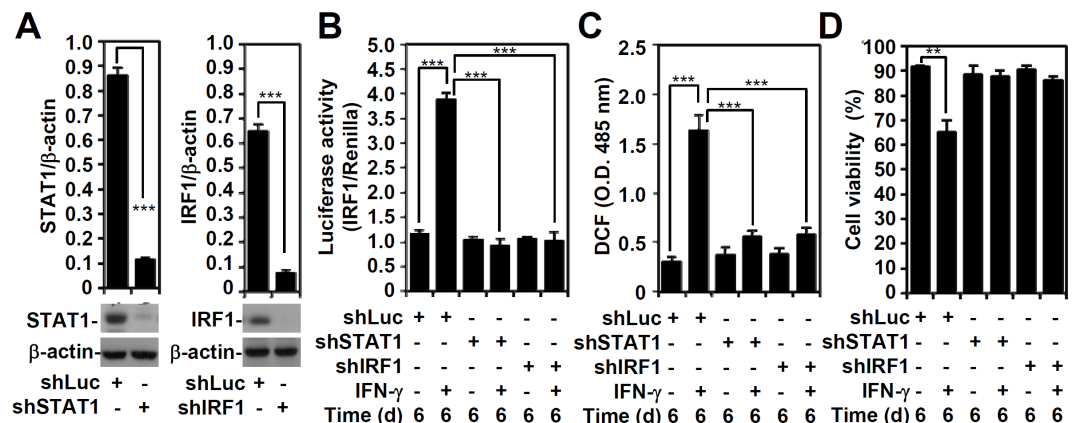 A
STAT1/β-actin
1.0
0.9
0.8
0.7
0.6
0.5
0.4
0.3
0.2
0.1
0
***
***
STAT1-
β-actin-
shLuc + -
shSTAT1 - +
IRF1/β-actin
1.0
0.9
0.8
0.7
0.6
0.5
0.4
0.3
0.2
0.1
0
***
IRF1-
β-actin-
shLuc + -
shIRF1 - +
B
Luciferase activity
(IRF1/Renilla)
5.0
4.5
4.0
3.5
3.0
2.5
2.0
1.5
1.0
0.5
0.0
***
***
***
shLuc + + - - - -
shSTAT1 - - + + - -
shIRF1 - - - - + +
IFN-γ - + - + - +
Time (d) 6 6 6 6 6 6
C
DCF (O.D. 485 nm)
2.5
2.0
1.5
1.0
0.5
0.0
***
***
***
shLuc + + - - - -
shSTAT1 - - + + - -
shIRF1 - - - - + +
IFN-γ - + - + - +
Time (d) 6 6 6 6 6 6
D
Cell viability (%)
100
90
80
70
60
50
40
30
20
10
0
**
shLuc + + - - - -
shSTAT1 - - + + - -
shIRF1 - - - - + +
IFN-γ - + - + - +
Time (d) 6 6 6 6 6 6